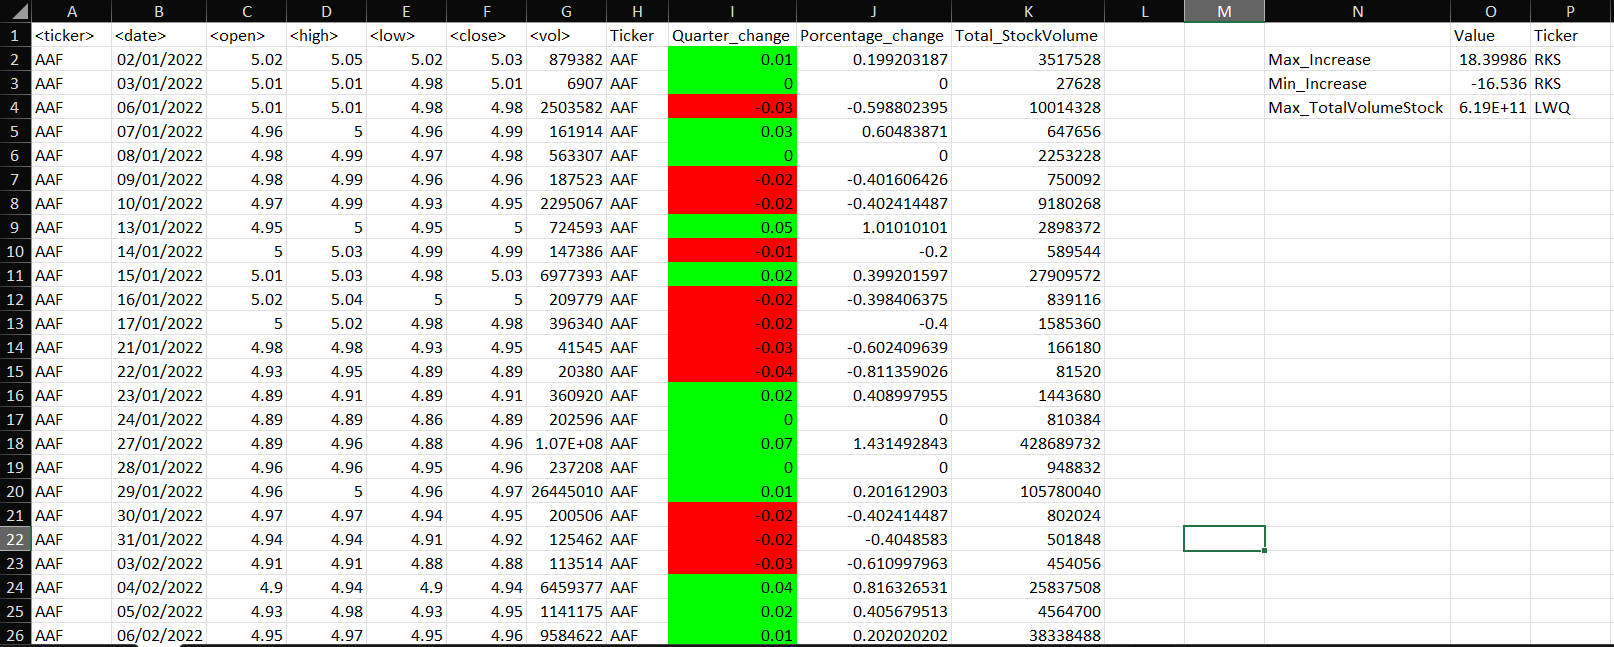 A B C D E F G H I J K L M N O P
1 <ticker> <date> <open> <high> <low> <close> <vol> Ticker Quarter_change Porcentage_change Total_StockVolume Value Ticker
2 AAF 02/01/2022 5.02 5.05 5.02 5.03 879382 AAF 0.01 0.199203187 3517528 Max_Increase 18.39986 RKS
3 AAF 03/01/2022 5.01 5.01 4.98 5.01 6907 AAF 0 0 27628 Min_Increase -16.536 RKS
4 AAF 06/01/2022 5.01 5.01 4.98 4.98 2503582 AAF -0.03 -0.598802395 10014328 Max_TotalVolumeStock 6.19E+11 LWQ
5 AAF 07/01/2022 4.96 5 4.96 4.99 161914 AAF 0.03 0.60483871 647656
6 AAF 08/01/2022 4.98 4.99 4.97 4.98 563307 AAF 0 0 2253228
7 AAF 09/01/2022 4.98 4.99 4.96 4.96 187523 AAF -0.02 -0.401606426 750092
8 AAF 10/01/2022 4.97 4.99 4.93 4.95 2295067 AAF -0.02 -0.402414487 9180268
9 AAF 13/01/2022 4.95 5 4.95 5 724593 AAF 0.05 1.01010101 2898372
10 AAF 14/01/2022 5 5.03 4.99 4.99 147386 AAF -0.01 -0.2 589544
11 AAF 15/01/2022 5.01 5.03 4.98 5.03 6977393 AAF 0.02 0.399201597 27909572
12 AAF 16/01/2022 5.02 5.04 5 5 209779 AAF -0.02 -0.398406375 839116
13 AAF 17/01/2022 5 5.02 4.98 4.98 396340 AAF -0.02 -0.4 1585360
14 AAF 21/01/2022 4.98 4.98 4.93 4.95 41545 AAF -0.03 -0.602409639 166180
15 AAF 22/01/2022 4.93 4.95 4.89 4.89 20380 AAF -0.04 -0.811359026 81520
16 AAF 23/01/2022 4.89 4.91 4.89 4.91 360920 AAF 0.02 0.408997955 1443680
17 AAF 24/01/2022 4.89 4.89 4.86 4.89 202596 AAF 0 0 810384
18 AAF 27/01/2022 4.89 4.96 4.88 4.96 1.07E+08 AAF 0.07 1.431492843 428689732
19 AAF 28/01/2022 4.96 4.96 4.95 4.96 237208 AAF 0 0 948832
20 AAF 29/01/2022 4.96 5 4.96 4.97 26445010 AAF 0.01 0.201612903 105780040
21 AAF 30/01/2022 4.97 4.97 4.94 4.95 200506 AAF -0.02 -0.402414487 802024
22 AAF 31/01/2022 4.94 4.94 4.91 4.92 125462 AAF -0.02 -0.4048583 501848
23 AAF 03/02/2022 4.91 4.91 4.88 4.88 113514 AAF -0.03 -0.610997963 454056
24 AAF 04/02/2022 4.9 4.94 4.9 4.94 6459377 AAF 0.04 0.816326531 25837508
25 AAF 05/02/2022 4.93 4.98 4.93 4.95 1141175 AAF 0.02 0.405679513 4564700
26 AAF 06/02/2022 4.95 4.97 4.95 4.96 9584622 AAF 0.01 0.202020202 38338488